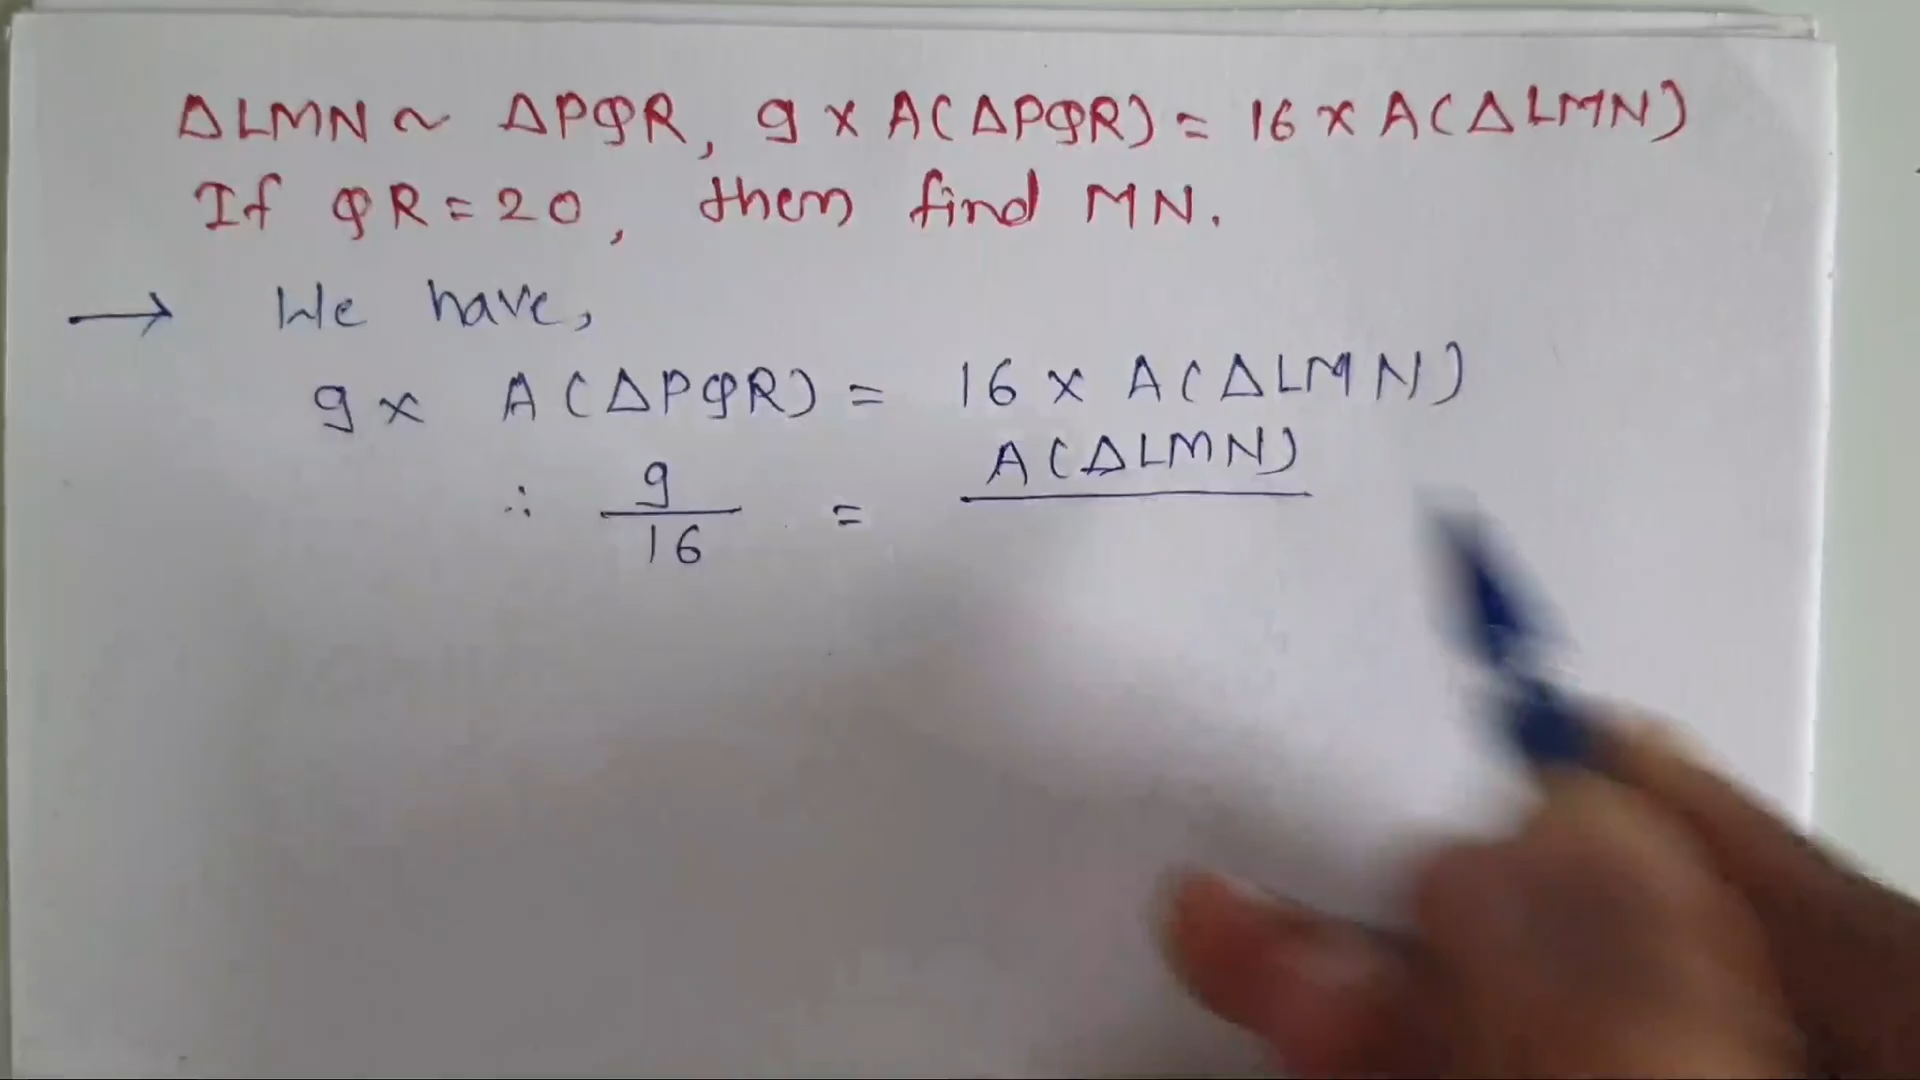 ΔLMN ~ ΔPQR, 9 x A(ΔPQR) = 16 x A(ΔLMN)
If QR = 20, then find MN.
→ We have,
9 x A(ΔPQR) = 16 x A(ΔLMN)
∴ 9/16 = A(ΔLMN)